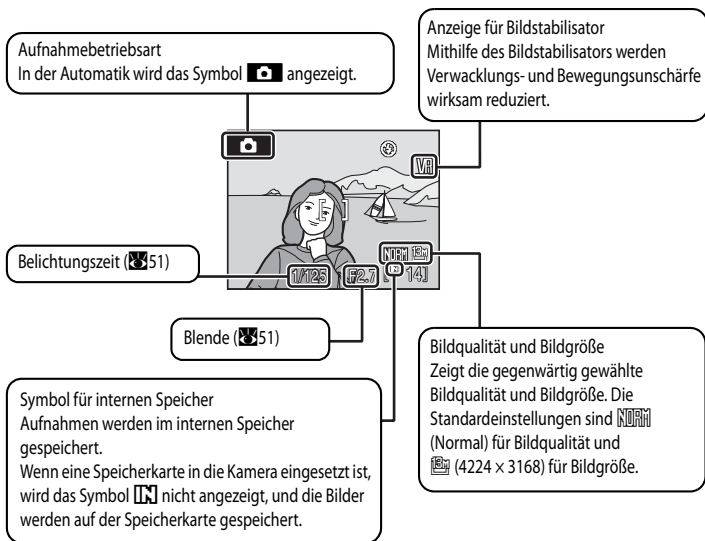 Aufnahmebetriebsart
In der Automatik wird das Symbol angezeigt.
Anzeige für Bildstabilisator
Mithilfe des Bildstabilisators werden
Verwacklungs- und Bewegungsunschärfe
wirksam reduziert.
VR
NORM 13M
1/125 F2.7 [IN 14]
Belichtungszeit (51)
Blende (51)
Symbol für internen Speicher
Aufnahmen werden im internen Speicher
gespeichert.
Wenn eine Speicherkarte in die Kamera eingesetzt ist,
wird das Symbol IN nicht angezeigt, und die Bilder
werden auf der Speicherkarte gespeichert.
Bildqualität und Bildgröße
Zeigt die gegenwärtig gewählte
Bildqualität und Bildgröße. Die
Standardeinstellungen sind NORM
(Normal) für Bildqualität und
13M (4224 × 3168) für Bildgröße.